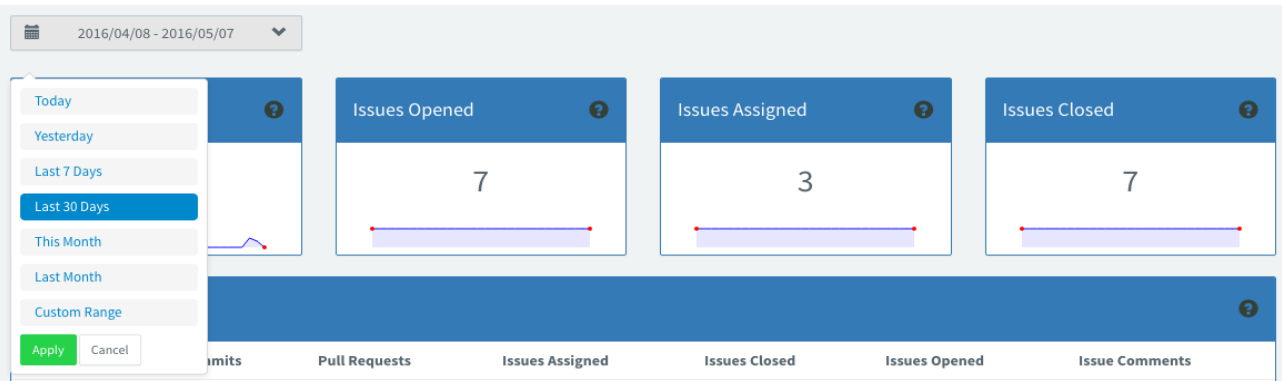 2016/04/08 - 2016/05/07
Today
Yesterday
Last 7 Days
Last 30 Days
This Month
Last Month
Custom Range
Apply Cancel
Issues Opened
7
Issues Assigned
3
Issues Closed
7
Pull Requests Issues Assigned Issues Closed Issues Opened Issue Comments